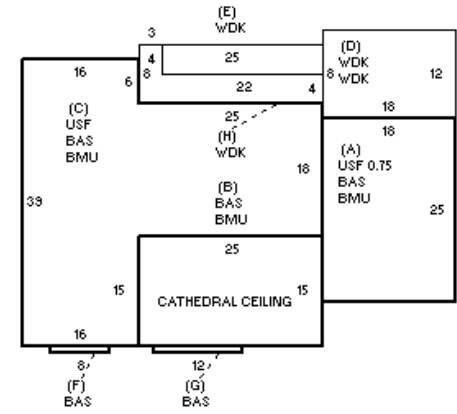 (E)
WDK
3
(D)
WDK
WDK
4
25
16
8
8
12
6
22
4
(C)
USF
BAS
BMU
18
25
18
(H)
WDK
(A)
USF 0.75
BAS
BMU
18
(B)
BAS
BMU
39
25
25
15
CATHEDRAL CEILING
15
16
8
12
(F)
BAS
(G)
BAS